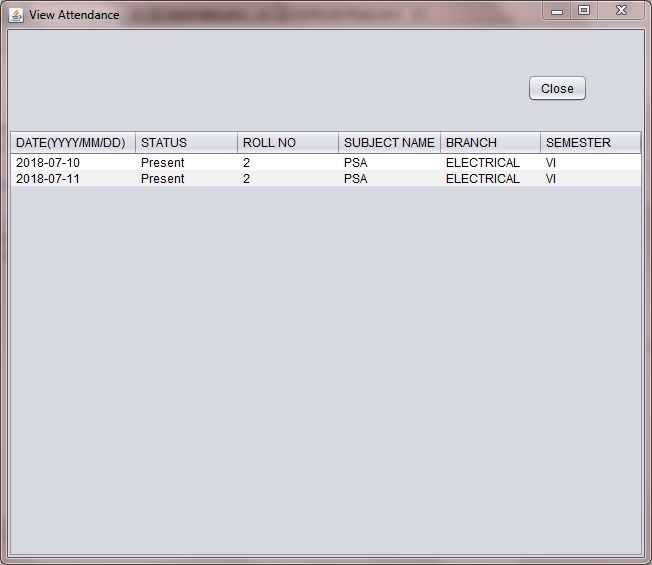 View Attendance
Close
DATE(YYYY/MM/DD) STATUS ROLL NO SUBJECT NAME BRANCH SEMESTER
2018-07-10 Present 2 PSA ELECTRICAL VI
2018-07-11 Present 2 PSA ELECTRICAL VI